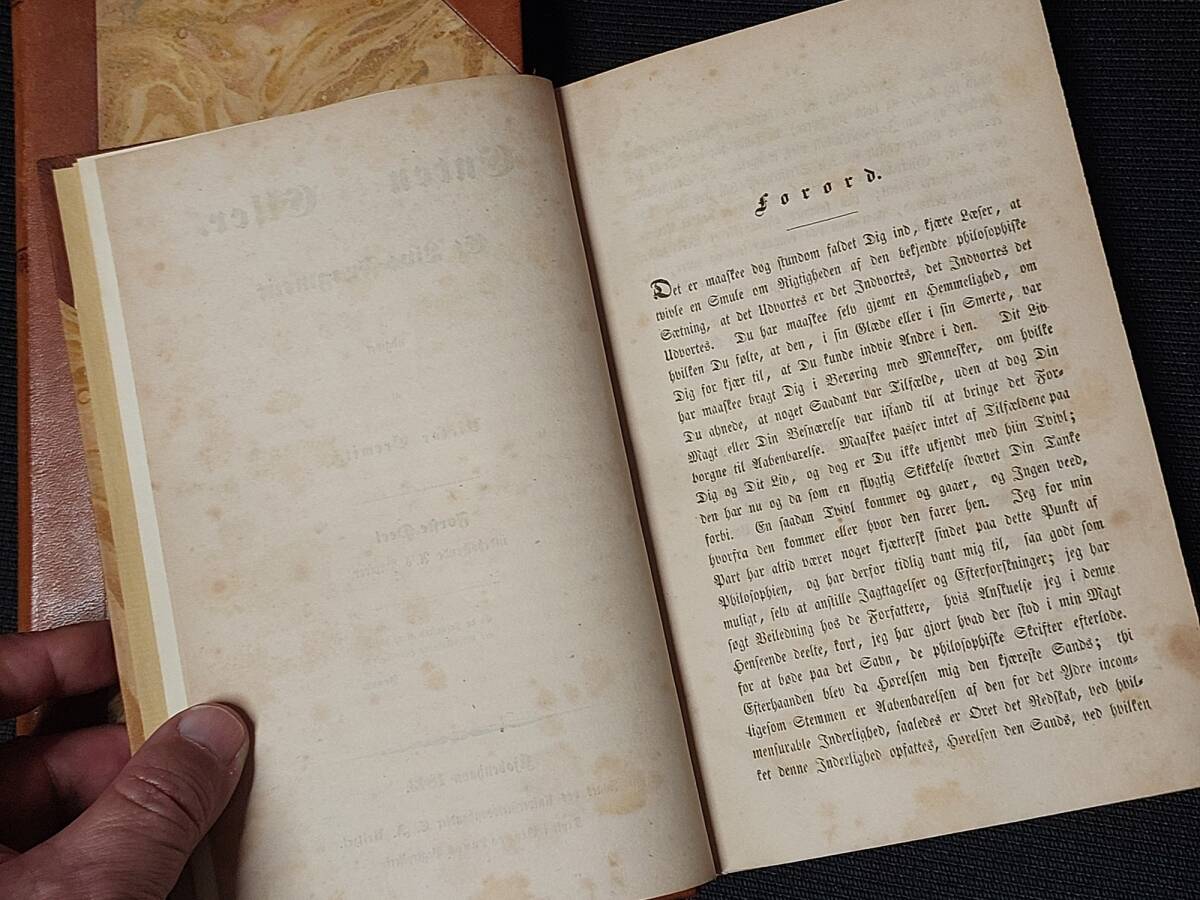 Forord.
Det er maaskee dog stundom faldet Dig ind, kjære Læser, at
tvivle en Smule om Rigtigheden af den bekjendte philosophiske
Sætning, at det Udvortes er det Indvortes, det Indvortes det
Udvortes. Du har maaskee selv gjemt en Hemmelighed, om
hvilken Du følte, at den, i sin Glæde eller i sin Smerte, var
Dig for kjær til, at Du kunde indvie Andre i den. Dit Liv
har maaskee bragt Dig i Berøring med Mennesker, om hvilke
Du ahnede, at noget Saadant var Tilfælde, uden at dog Din
Magt eller Din Besnærelse var istand til at bringe det For-
borgne til Aabenbarelse. Maaskee passer intet af Tilfældene paa
Dig og Dit Liv, og dog er Du ikke ukjendt med hiin Tvivl;
den har nu og da som en flygtig Skikkelse svævet Din Tanke
forbi. En saadan Tvivl kommer og gaaer, og Ingen veed,
hvorfra den kommer eller hvor den farer hen. Jeg for min
Part har altid været noget kjættersk sindet paa dette Punkt af
Philosophien, og har derfor tidlig vant mig til, saa godt som
muligt, selv at anstille Jagttagelser og Efterforskninger; jeg har
søgt Veiledning hos de Forfattere, hvis Anskuelse jeg i denne
Henseende deelte, kort, jeg har gjort hvad der stod i min Magt
for at bøde paa det Savn, de philosophiske Skrifter efterlode.
Efterhaanden blev da Hørelsen mig den kjæreste Sands; thi
ligesom Stemmen er Aabenbarelsen af den for det Ydre incom-
mensurable Inderlighed, saaledes er Øret det Redskab, ved hvil-
ket denne Inderlighed opfattes, Hørelsen den Sands, ved hvilken